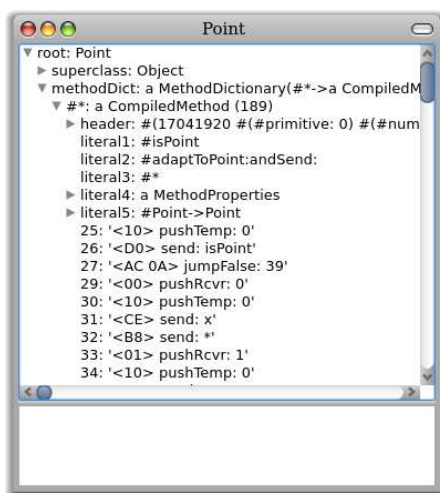 Point
root: Point
superclass: Object
methodDict: a MethodDictionary(#*->a CompiledM
#*: a CompiledMethod (189)
header: #(17041920 #(#primitive: 0) #(#num
literal1: #isPoint
literal2: #adaptToPoint:andSend:
literal3: #*
literal4: a MethodProperties
literal5: #Point->Point
25: '<10> pushTemp: 0'
26: '<D0> send: isPoint'
27: '<AC 0A> jumpFalse: 39'
29: '<00> pushRcvr: 0'
30: '<10> pushTemp: 0'
31: '<CE> send: x'
32: '<B8> send: *'
33: '<01> pushRcvr: 1'
34: '<10> pushTemp: 0'